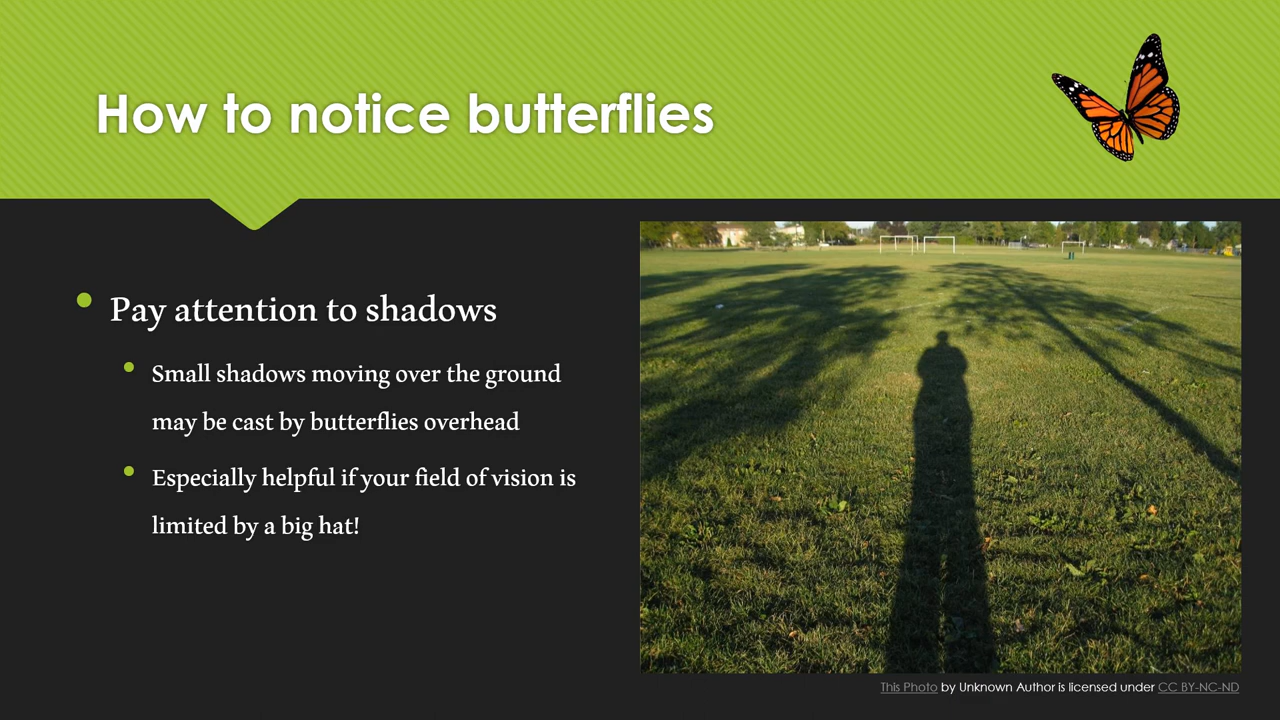 How to notice butterflies
Pay attention to shadows
Small shadows moving over the ground
may be cast by butterflies overhead
Especially helpful if your field of vision is
limited by a big hat!
This Photo by Unknown Author is licensed under CC BY-NC-ND